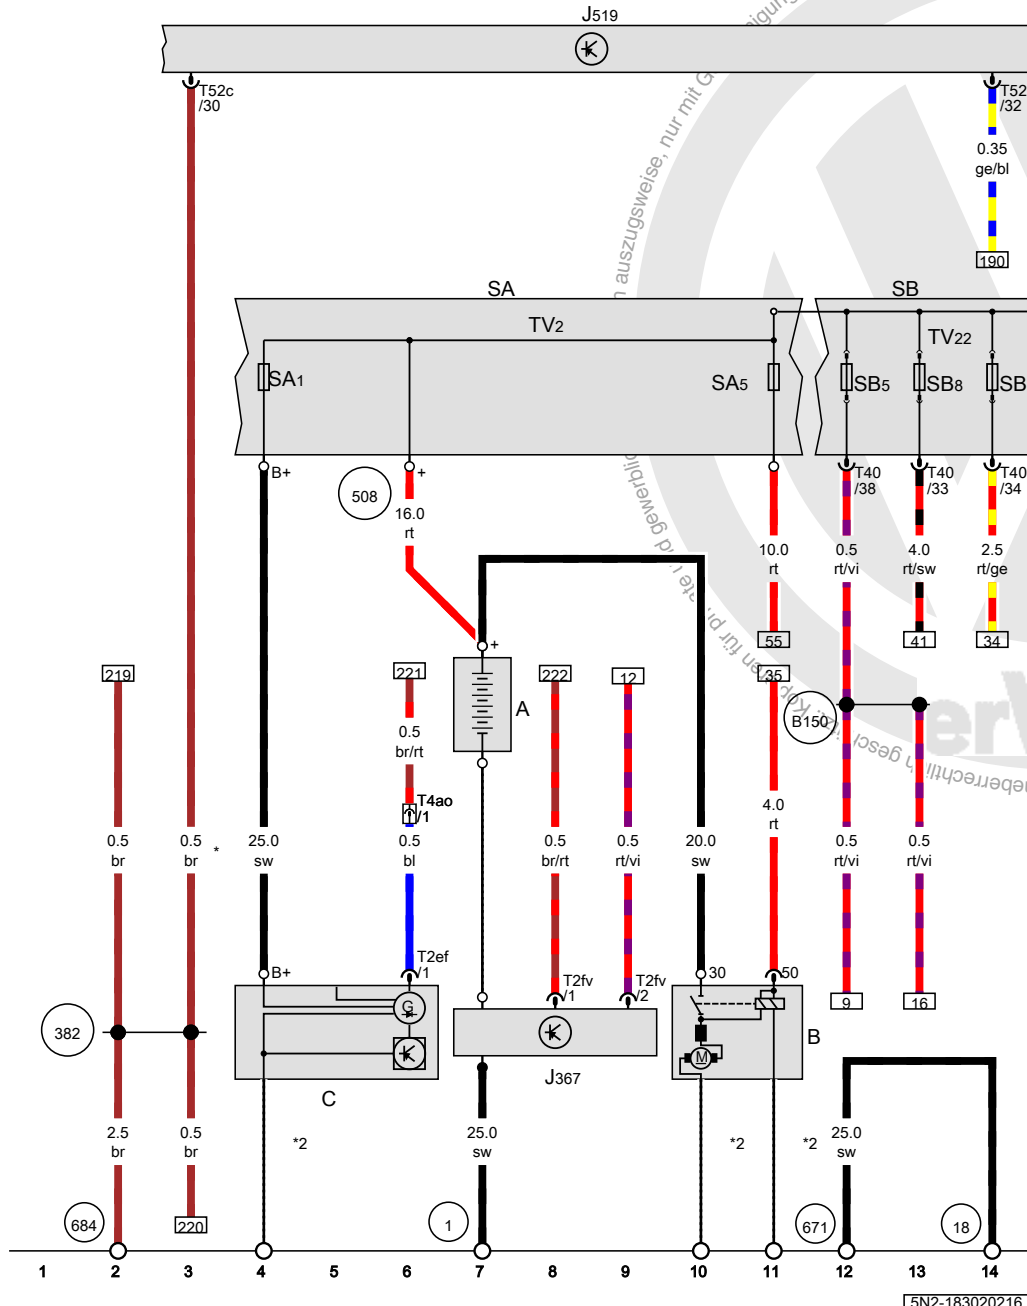 J519
T52c
/30
T52
/32
0.35
ge/bl
190
SA
SB
TV2
TV22
SA1
SA5
SB5
SB8
SB
B+
+
508
16.0
rt
T40
/38
T40
/33
T40
/34
10.0
rt
0.5
rt/vi
4.0
rt/sw
2.5
rt/ge
55
41
34
+
219
221
222
12
35
A
B150
0.5
br/rt
T4ao
/1
4.0
rt
0.5
br
0.5
br
*
25.0
sw
0.5
bl
0.5
br/rt
0.5
rt/vi
20.0
sw
0.5
rt/vi
0.5
rt/vi
B+
T2ef
/1
T2fv
/1
T2fv
/2
30
50
9
16
G
M
382
C
J367
B
2.5
br
0.5
br
*2
25.0
sw
*2
*2
25.0
sw
684
220
1
671
18
1 2 3 4 5 6 7 8 9 10 11 12 13 14
5N2-183020216